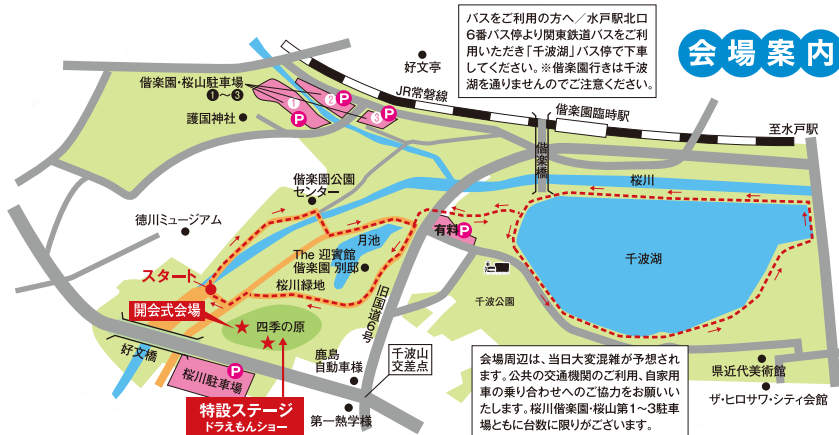 バスをご利用の方へ／水戸駅北口
6番バス停より関東鉄道バスをご利
用いただき「千波湖」バス停で下車
してください。※偕楽園行きは千波
湖を通りませんのでご注意ください。
会場案内
好文亭
偕楽園・桜山駐車場
❶〜❸
1
P
2
P
3
P
JR常磐線
偕楽園臨時駅
至水戸駅
護国神社
偕楽橋
桜川
偕楽園公園
センター
徳川ミュージアム
月池
有料P
The 迎賓館
偕楽園 別邸
千波湖
スタート
桜川緑地
千波公園
旧国道6号
開会式会場
四季の原
好文橋
P
桜川駐車場
鹿島
自動車様
千波山
交差点
特設ステージ
ドラえもんショー
第一熱学様
県近代美術館
ザ・ヒロサワ・シティ会館
会場周辺は、当日大変混雑が予想され
ます。公共の交通機関のご利用、自家用
車の乗り合わせへのご協力をお願いい
たします。桜川偕楽園・桜山第1〜3駐車
場ともに台数に限りがございます。